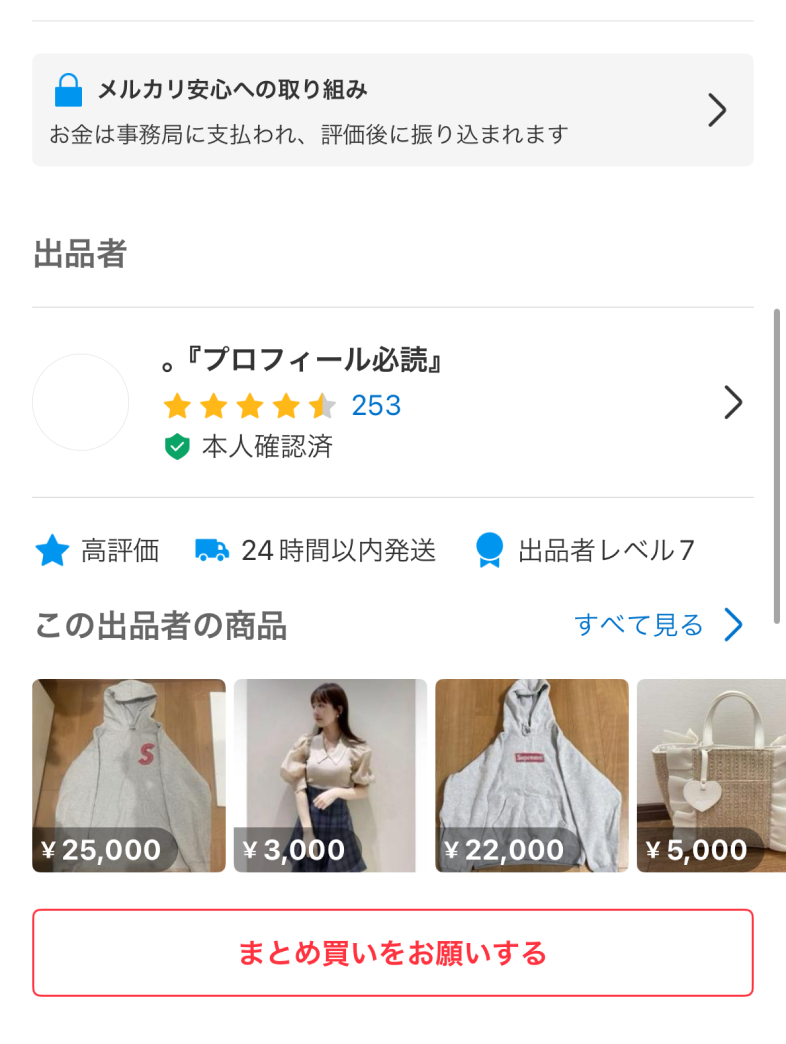 メルカリ安心への取り組み
お金は事務局に支払われ、評価後に振り込まれます
出品者
。『プロフィール必読』
253
本人確認済
高評価 24時間以内発送 出品者レベル7
この出品者の商品 すべて見る
S
Supreme
¥25,000 ¥3,000 ¥22,000 ¥5,000
まとめ買いをお願いする